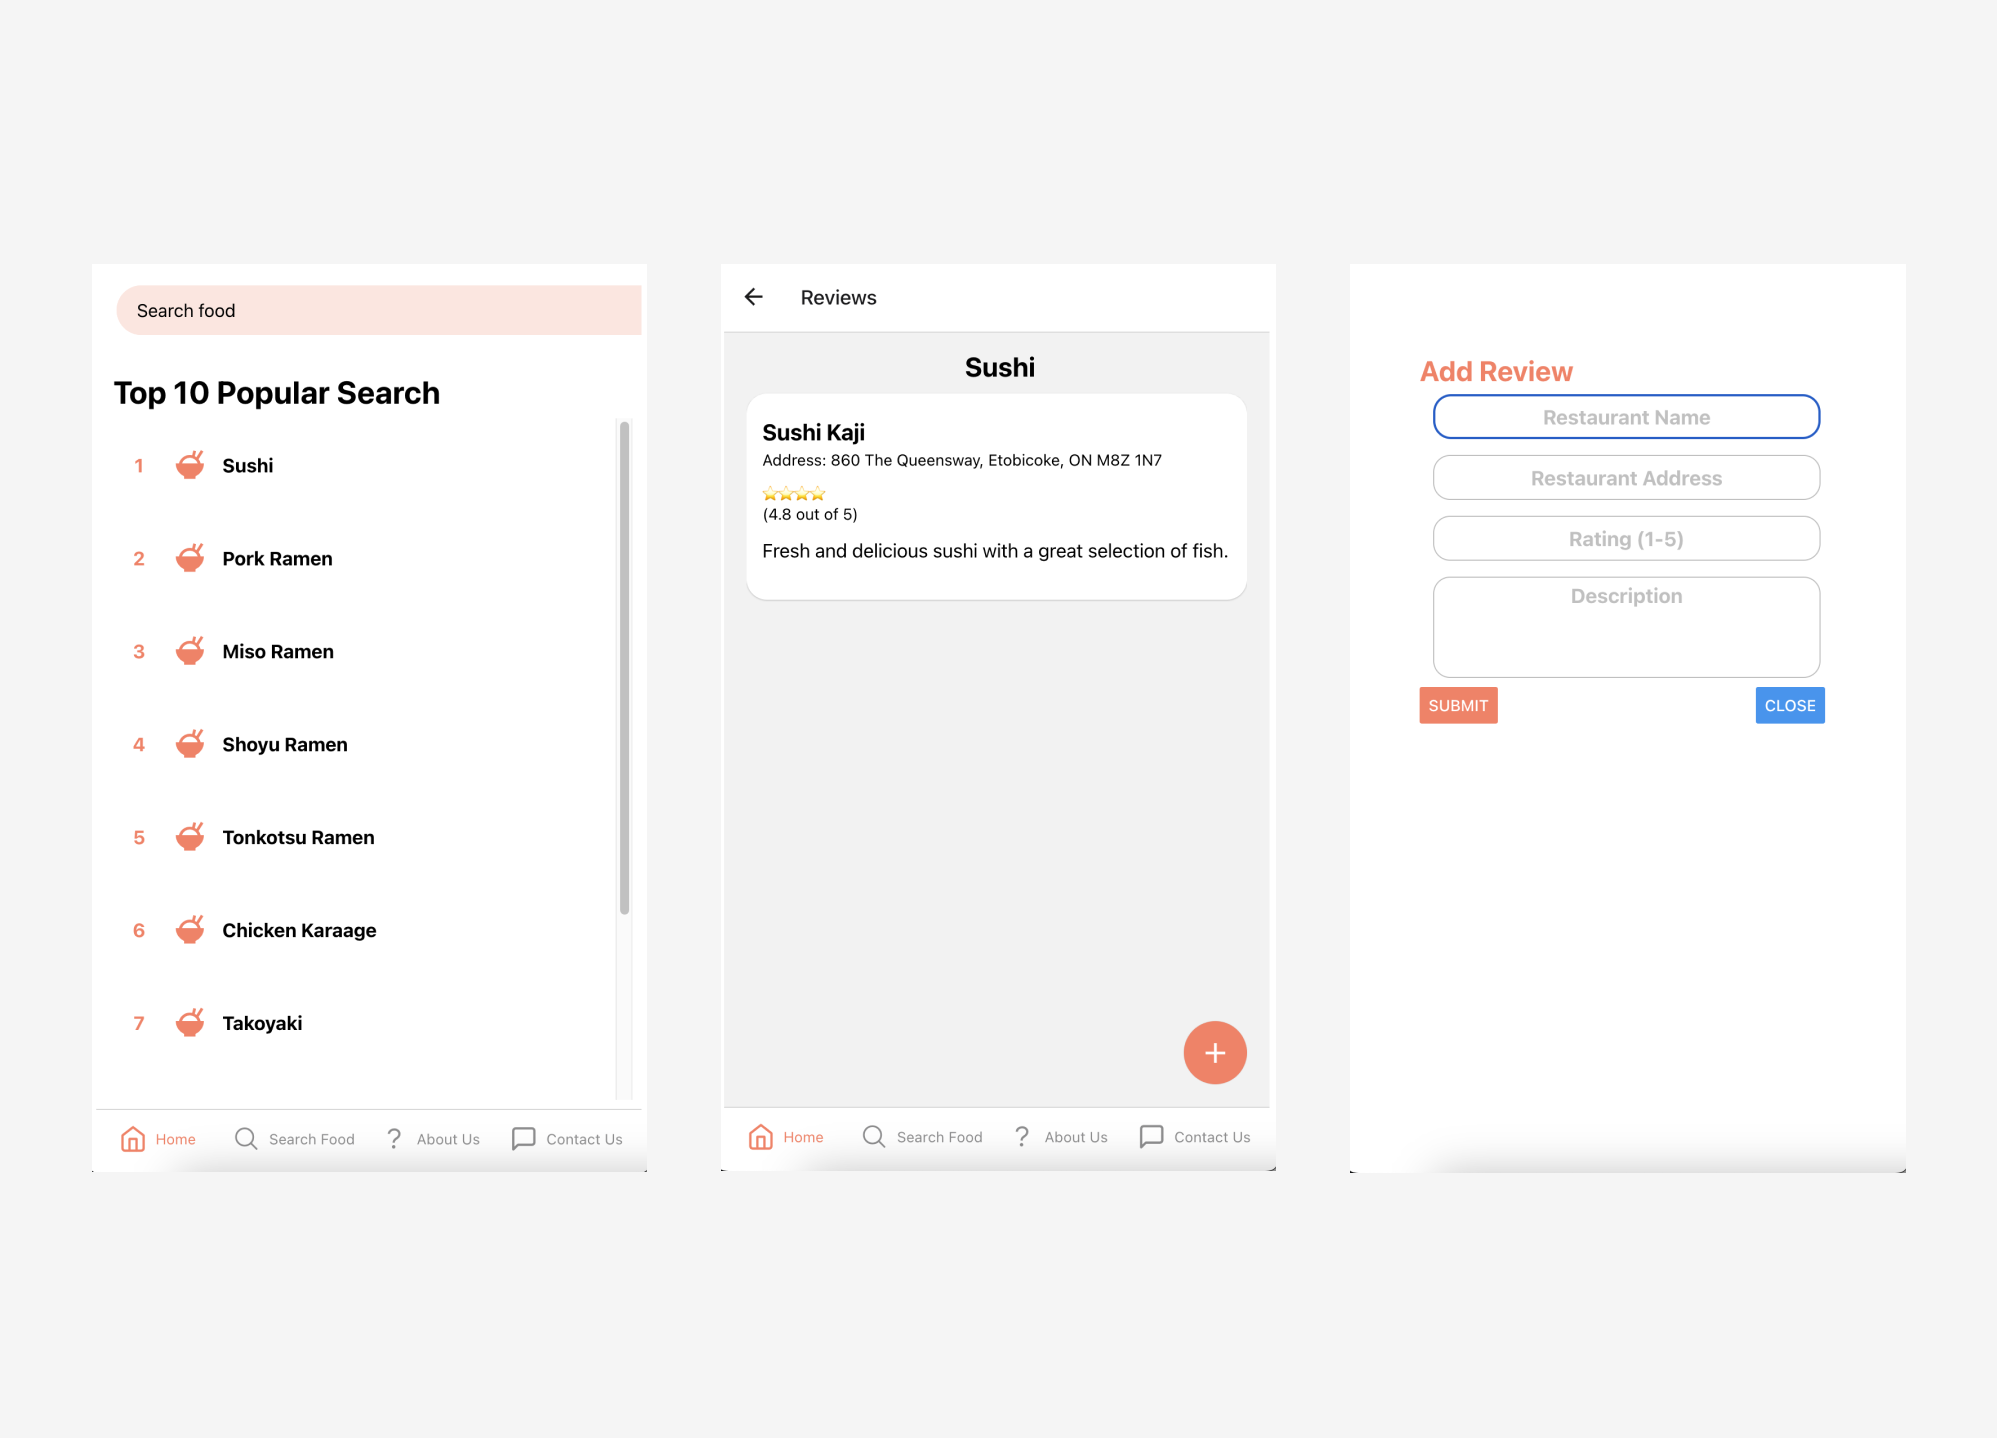 Search food
Top 10 Popular Search
1 Sushi
2 Pork Ramen
3 Miso Ramen
4 Shoyu Ramen
5 Tonkotsu Ramen
6 Chicken Karaage
7 Takoyaki
Home Search Food ? About Us Contact Us
Reviews
Sushi
Sushi Kaji
Address: 860 The Queensway, Etobicoke, ON M8Z 1N7
⭐⭐⭐⭐
(4.8 out of 5)
Fresh and delicious sushi with a great selection of fish.
+
Home Search Food ? About Us Contact Us
Add Review
Restaurant Name
Restaurant Address
Rating (1-5)
Description
SUBMIT CLOSE